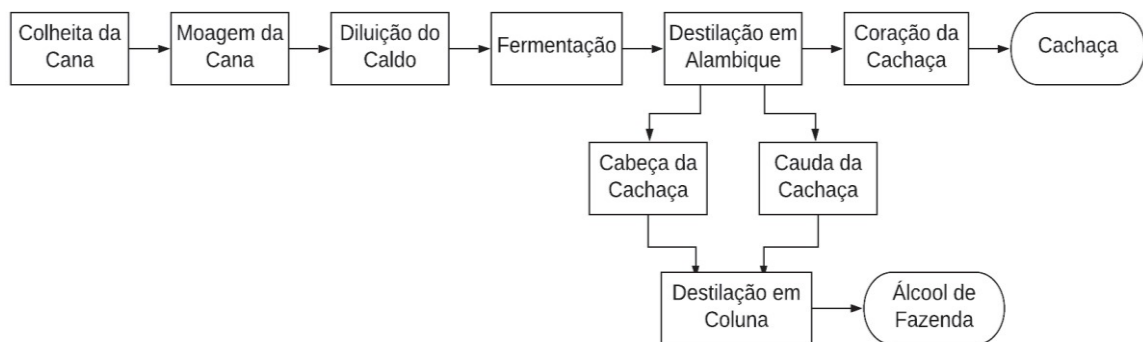 Colheita da
Cana
Moagem da
Cana
Diluição do
Caldo
Fermentação
Destilação em
Alambique
Coração da
Cachaça
Cachaça
Cabeça da
Cachaça
Cauda da
Cachaça
Destilação em
Coluna
Álcool de
Fazenda